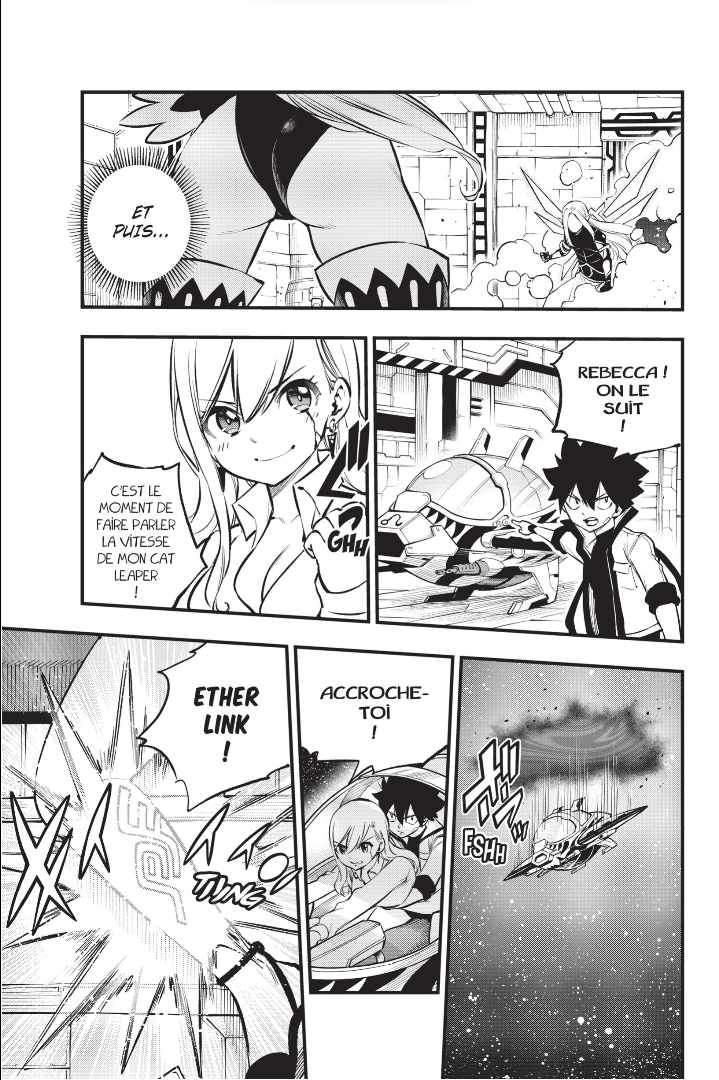 ET
PUIS...
REBECCA !
ON LE
SUIT
!
C'EST LE
MOMENT DE
FAIRE PARLER
LA VITESSE
DE MON CAT
LEAPER
!
GHH
FSHH
ACCROCHE-
TOI
!
ETHER
LINK
!
TVING